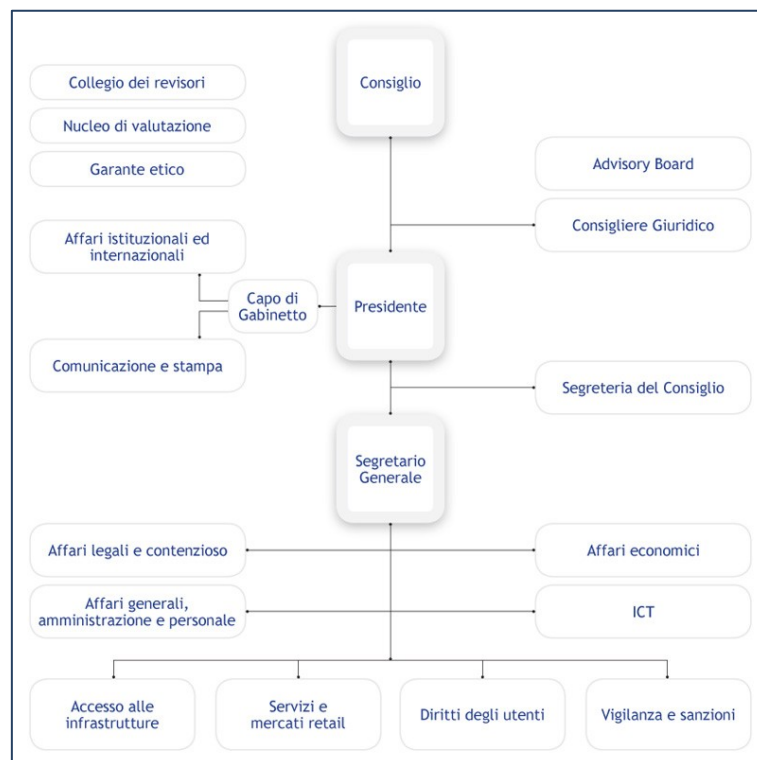 Consiglio
Collegio dei revisori
Nucleo di valutazione
Garante etico
Advisory Board
Consigliere Giuridico
Affari istituzionali ed
internazionali
Capo di
Gabinetto
Presidente
Comunicazione e stampa
Segreteria del Consiglio
Segretario
Generale
Affari legali e contenzioso
Affari economici
Affari generali,
amministrazione e personale
ICT
Accesso alle
infrastrutture
Servizi e
mercati retail
Diritti degli utenti
Vigilanza e sanzioni